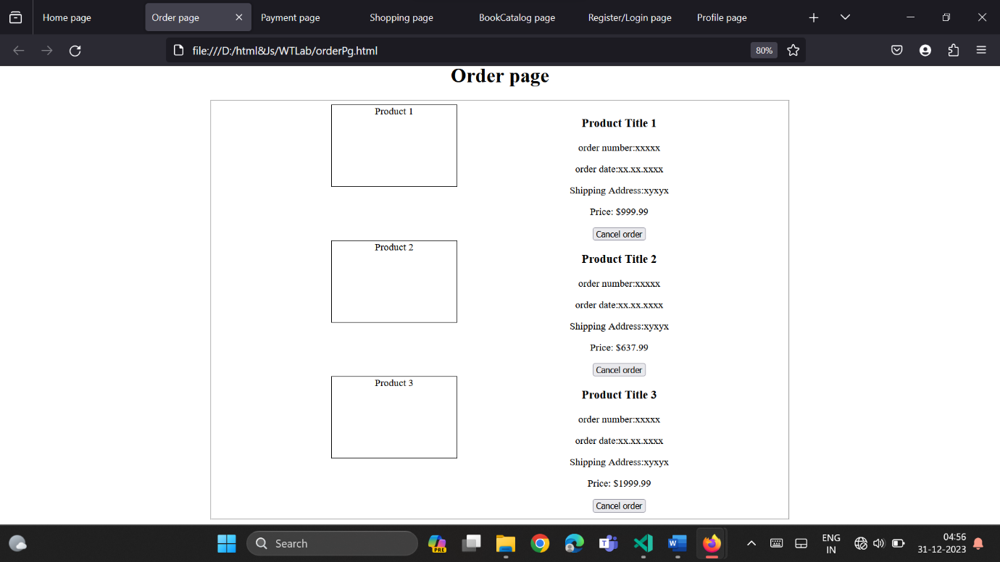 Home page
Order page
Payment page
Shopping page
BookCatalog page
Register/Login page
Profile page
file:///D:/html&Js/WTLab/orderPg.html
80%
Order page
Product 1
Product Title 1
order number:xxxxx
order date:xx.xx.xxxx
Shipping Address:xyxyx
Price: $999.99
Cancel order
Product 2
Product Title 2
order number:xxxxx
order date:xx.xx.xxxx
Shipping Address:xyxyx
Price: $637.99
Cancel order
Product 3
Product Title 3
order number:xxxxx
order date:xx.xx.xxxx
Shipping Address:xyxyx
Price: $1999.99
Cancel order
Search
PRE
ENG
IN
04:56
31-12-2023